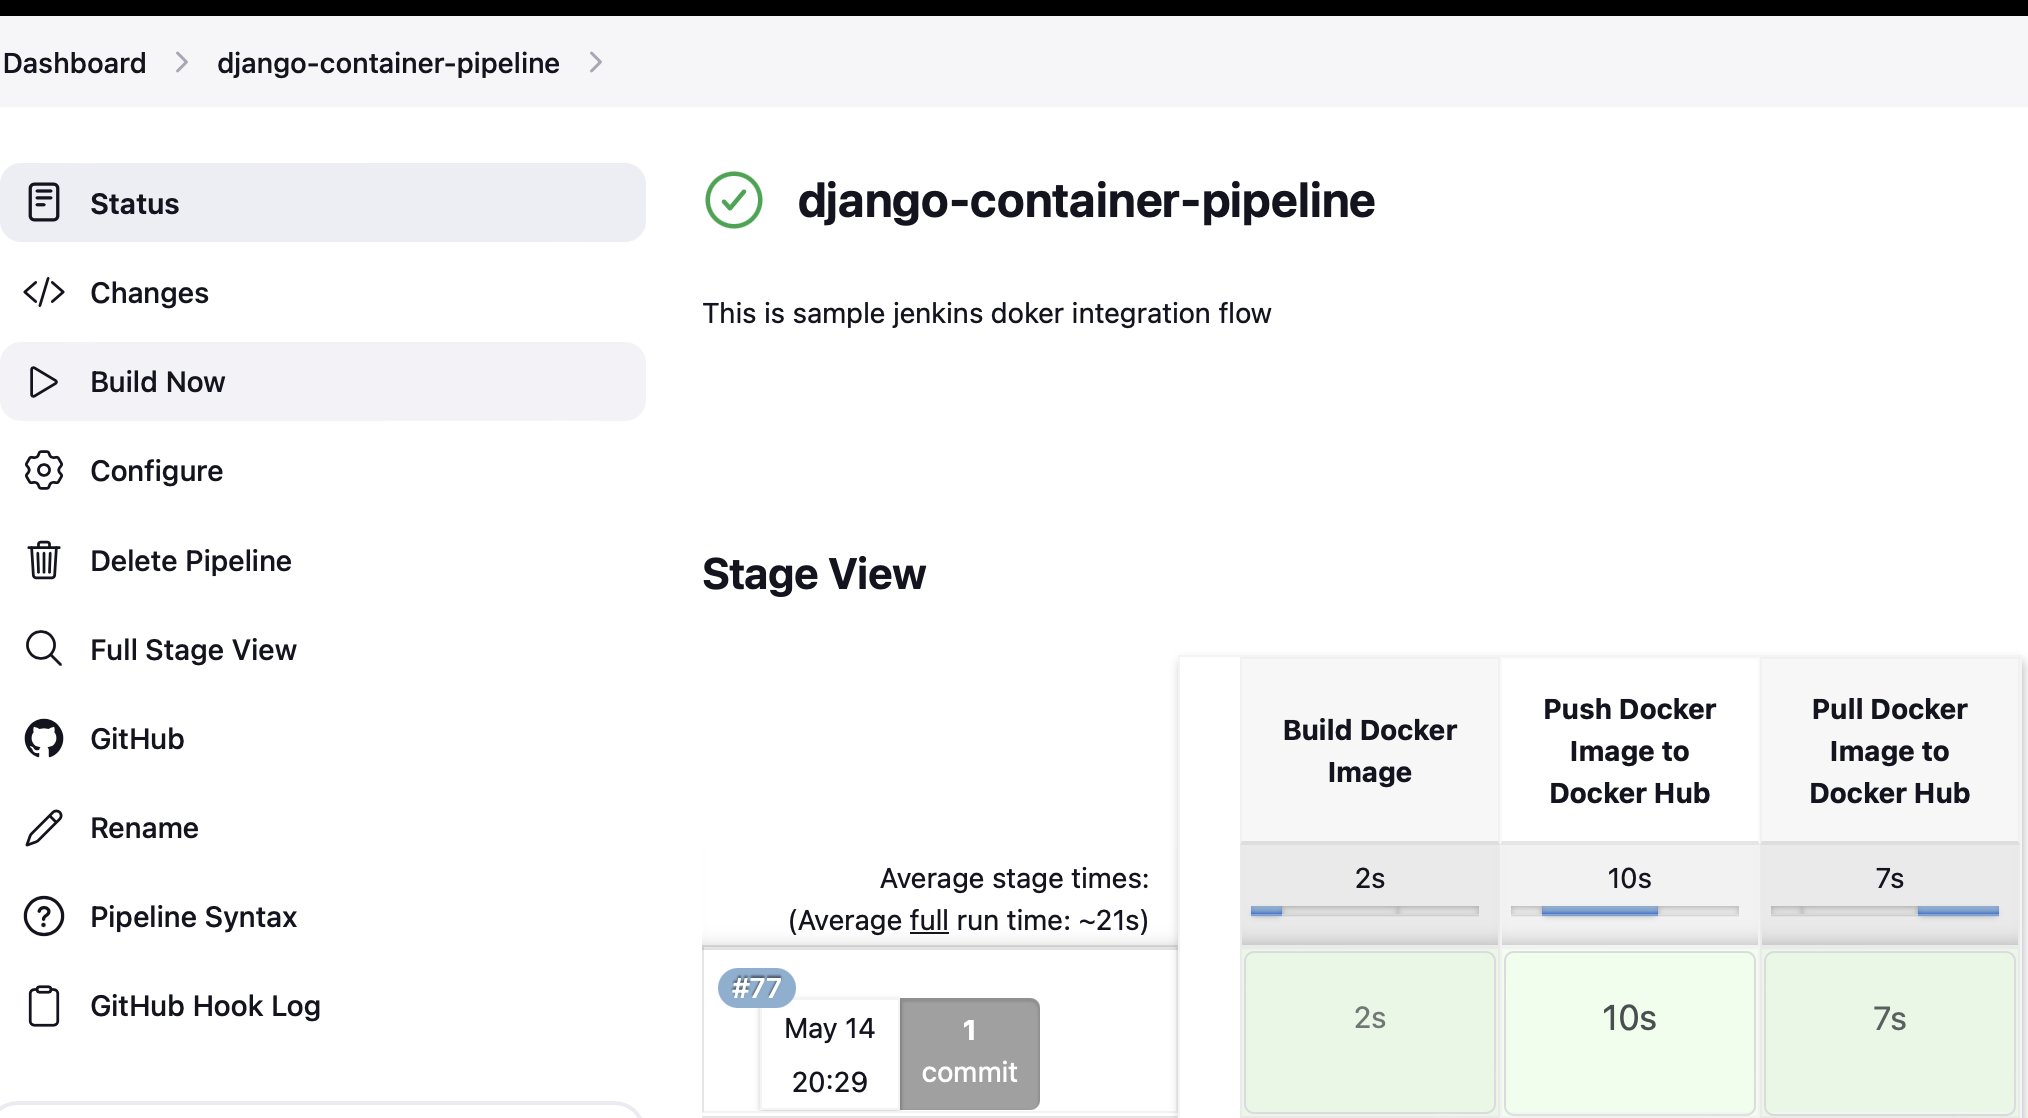 Dashboard > django-container-pipeline >
Status
Changes
Build Now
Configure
Delete Pipeline
Full Stage View
GitHub
Rename
Pipeline Syntax
GitHub Hook Log
django-container-pipeline
This is sample jenkins doker integration flow
Stage View
Build Docker
Image
Push Docker
Image to
Docker Hub
Pull Docker
Image to
Docker Hub
Average stage times:
(Average full run time: ~21s)
2s
10s
7s
#77
May 14
20:29
1
commit
2s
10s
7s